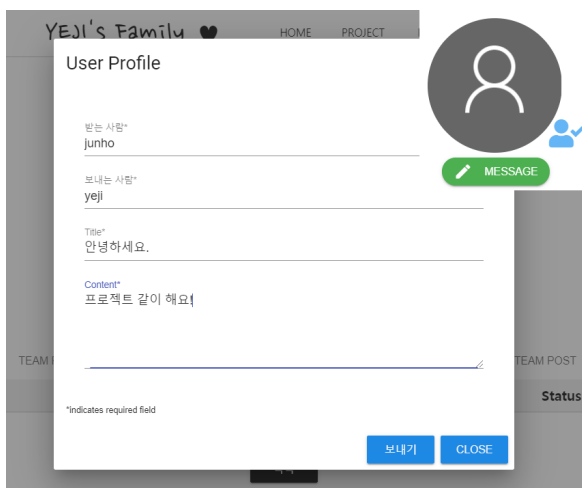 YEJI's Family ♥
HOME PROJECT
User Profile
받는 사람*
junho
MESSAGE
보내는 사람*
yeji
Title*
안녕하세요.
Content*
프로젝트 같이 해요!
TEAM
TEAM POST
Status
*indicates required field
보내기 CLOSE